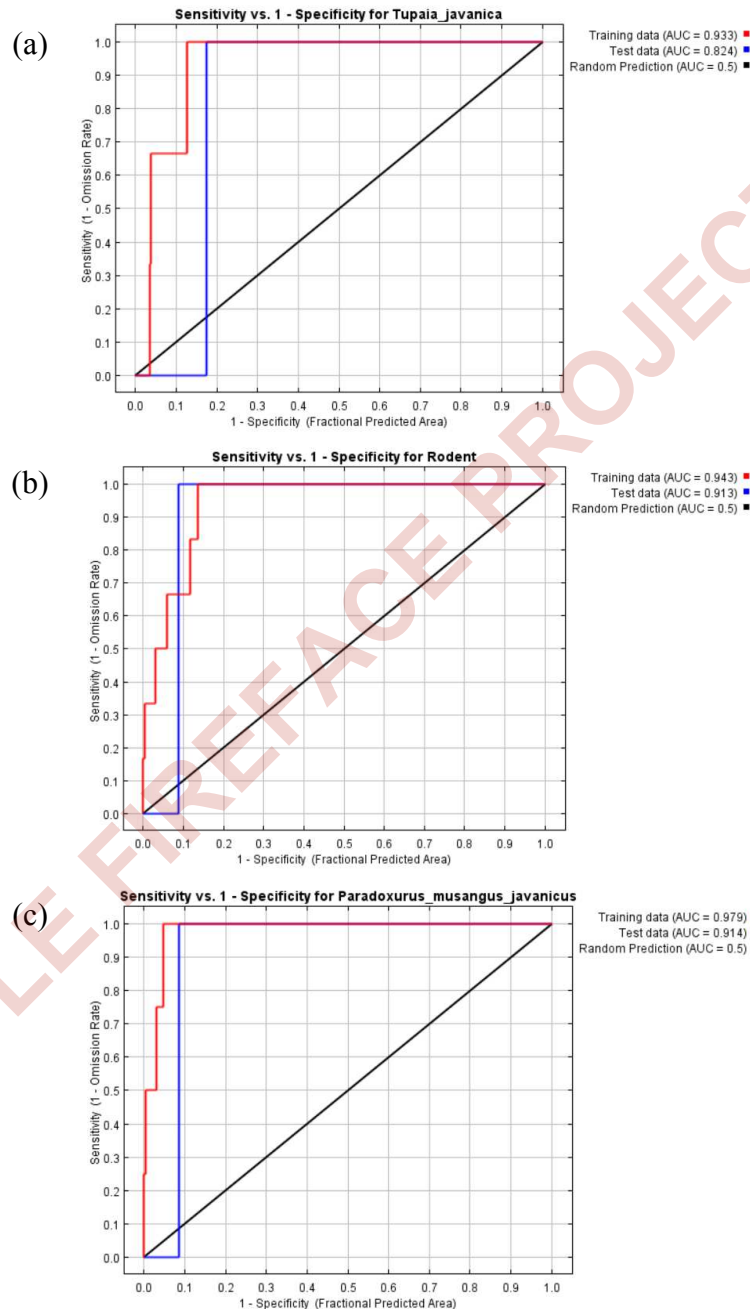 (a)
Sensitivity vs. 1 - Specificity for Tupaia_javanica
Training data (AUC = 0.933)
Test data (AUC = 0.824)
Random Prediction (AUC = 0.5)
Sensitivity (1 - Omission Rate)
1.0
0.9
0.8
0.7
0.6
0.5
0.4
0.3
0.2
0.1
0.0
0.0 0.1 0.2 0.3 0.4 0.5 0.6 0.7 0.8 0.9 1.0
1 - Specificity (Fractional Predicted Area)
(b)
Sensitivity vs. 1 - Specificity for Rodent
Training data (AUC = 0.943)
Test data (AUC = 0.913)
Random Prediction (AUC = 0.5)
Sensitivity (1 - Omission Rate)
1.0
0.9
0.8
0.7
0.6
0.5
0.4
0.3
0.2
0.1
0.0
0.0 0.1 0.2 0.3 0.4 0.5 0.6 0.7 0.8 0.9 1.0
1 - Specificity (Fractional Predicted Area)
(c)
Sensitivity vs. 1 - Specificity for Paradoxurus_musangus_javanicus
Training data (AUC = 0.979)
Test data (AUC = 0.914)
Random Prediction (AUC = 0.5)
Sensitivity (1 - Omission Rate)
1.0
0.9
0.8
0.7
0.6
0.5
0.4
0.3
0.2
0.1
0.0
0.0 0.1 0.2 0.3 0.4 0.5 0.6 0.7 0.8 0.9 1.0
1 - Specificity (Fractional Predicted Area)
LE FIREFACE PROJECT